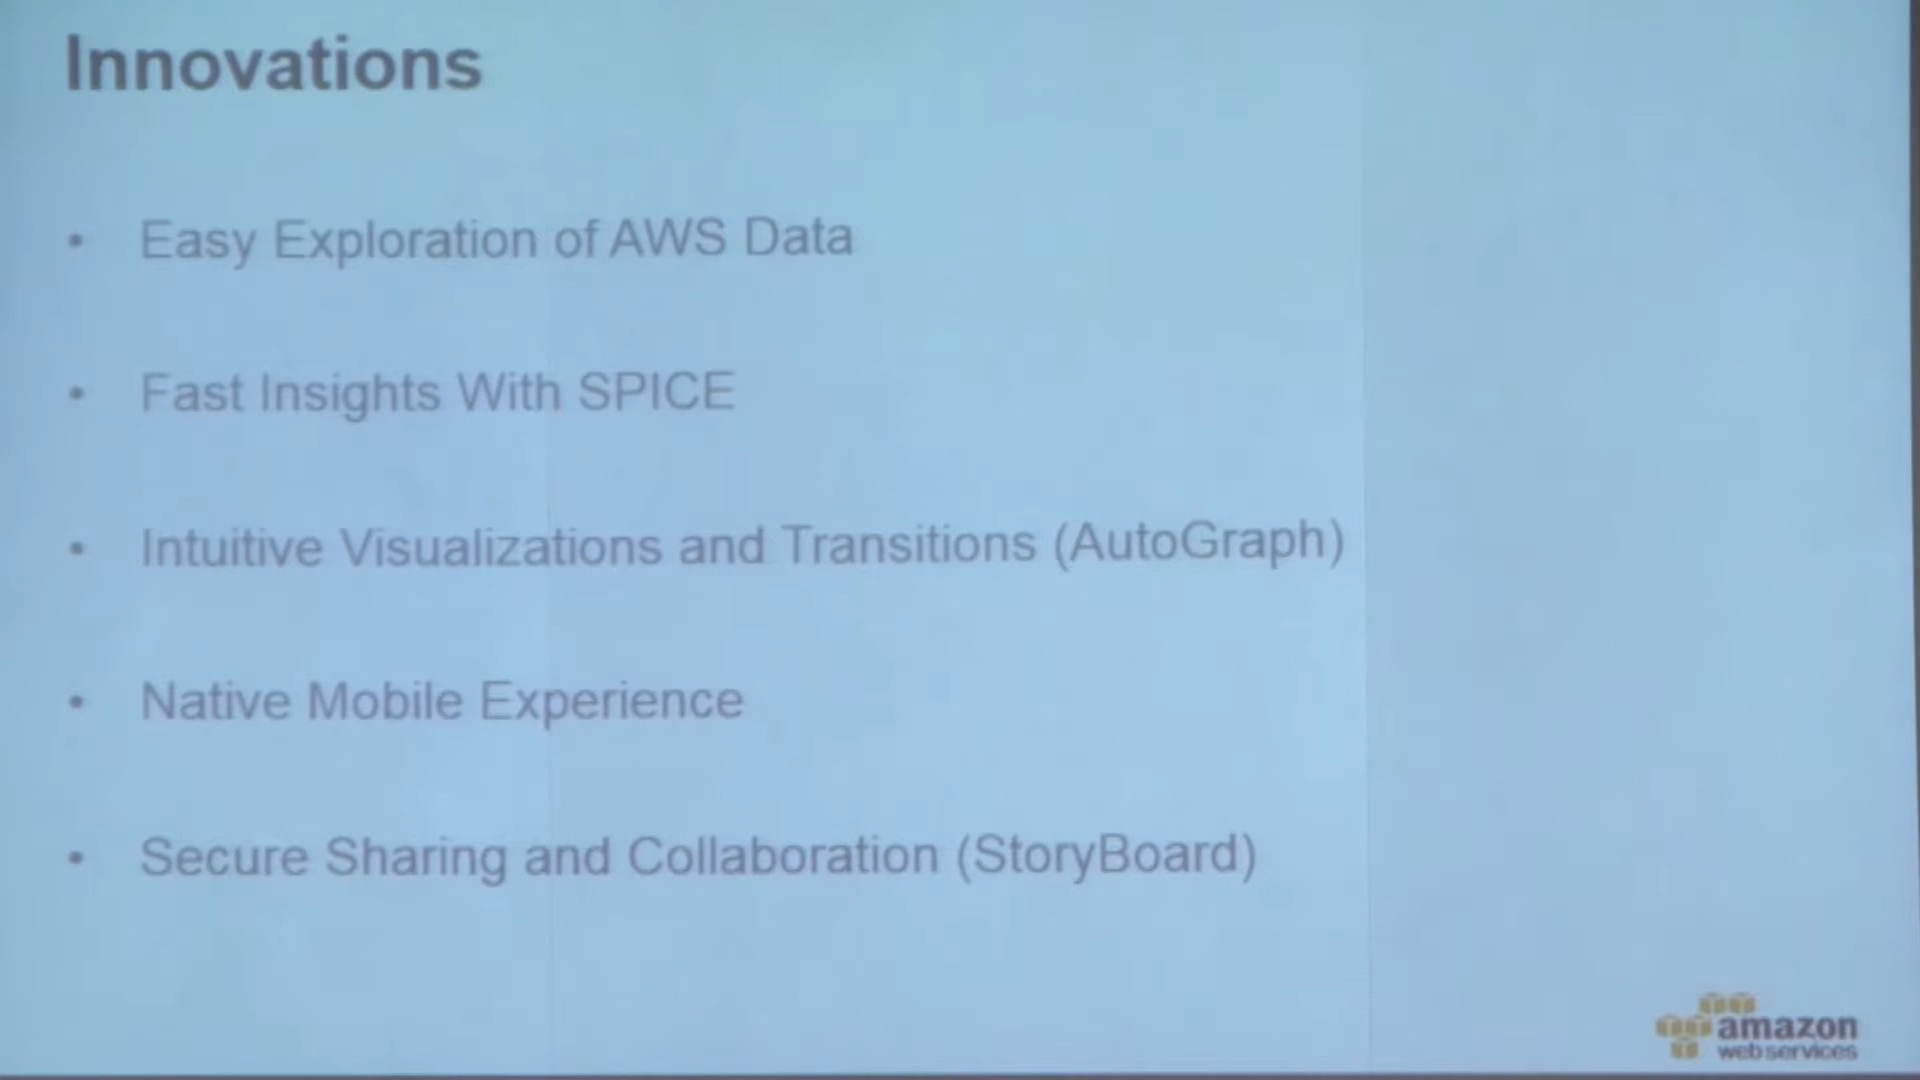 Innovations
• Easy Exploration of AWS Data
• Fast Insights With SPICE
• Intuitive Visualizations and Transitions (AutoGraph)
• Native Mobile Experience
• Secure Sharing and Collaboration (StoryBoard)
amazon
web services